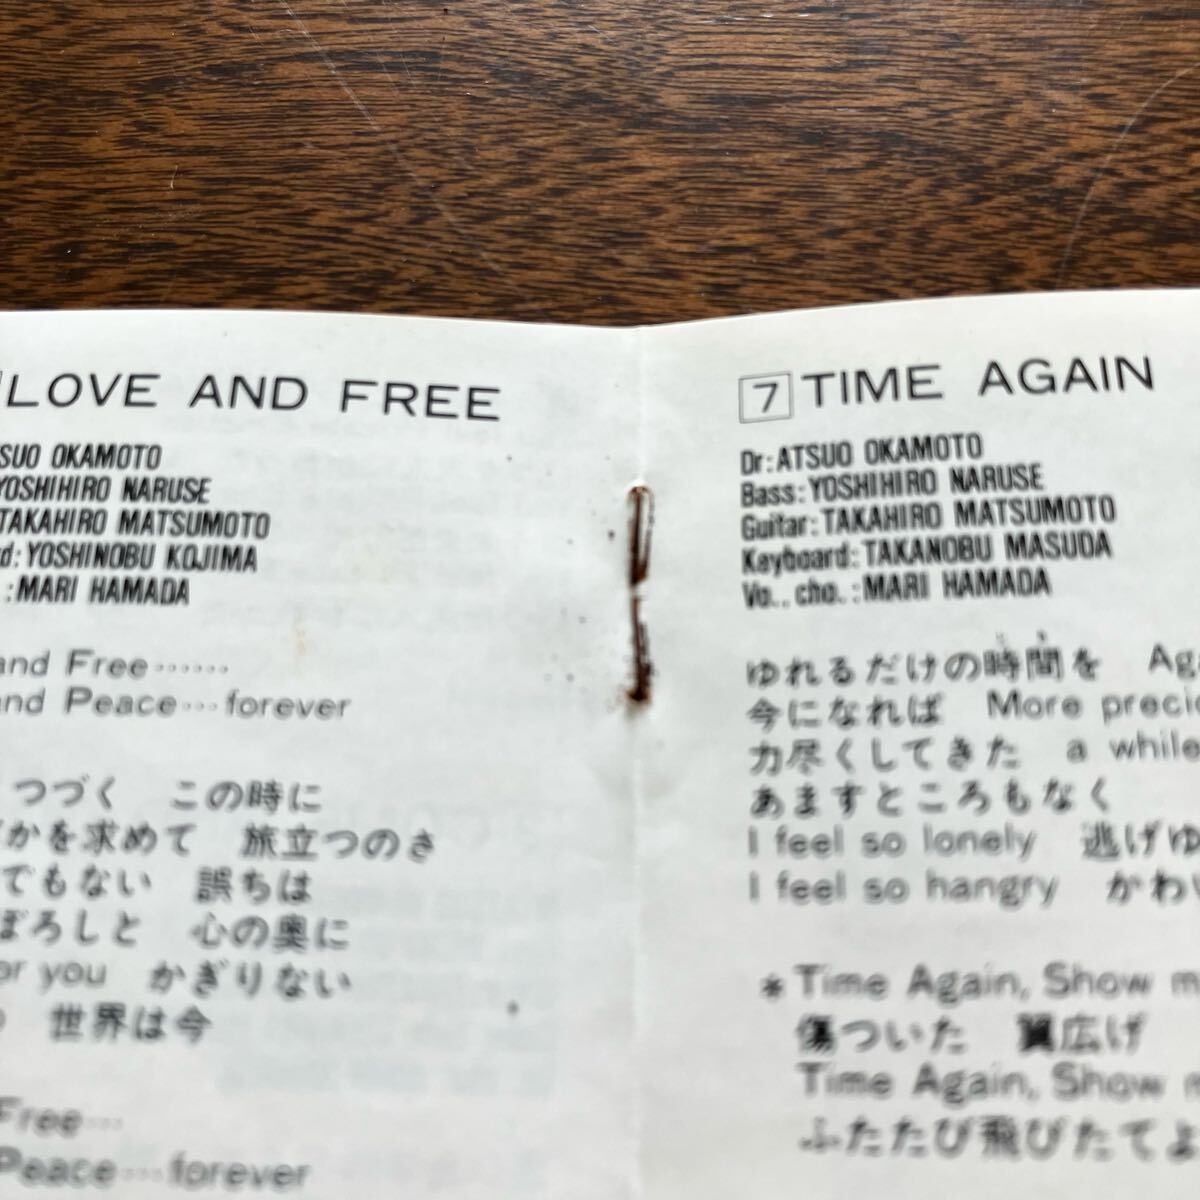 LOVE AND FREE
SUO OKAMOTO
YOSHIHIRO NARUSE
TAKAHIRO MATSUMOTO
rd:YOSHINOBU KOJIMA
:MARI HAMADA
and Free……
and Peace…forever
つづく この時に
かを求めて 旅立つのさ
でもない 誤ちは
ぼろしと 心の奥に
or you かぎりない
世界は今
Free…
Peace…forever
7 TIME AGAIN
Dr:ATSUO OKAMOTO
Bass:YOSHIHIRO NARUSE
Guitar:TAKAHIRO MATSUMOTO
Keyboard:TAKANOBU MASUDA
Vo., cho.:MARI HAMADA
ゆれるだけの時間を Aga
今になれば More precio
力尽くしてきた a while
あますところもなく
I feel so lonely 逃げゆ
I feel so hangry かわ
*Time Again, Show m
傷ついた 翼広げ
Time Again, Show m
ふたたび飛びたてよ